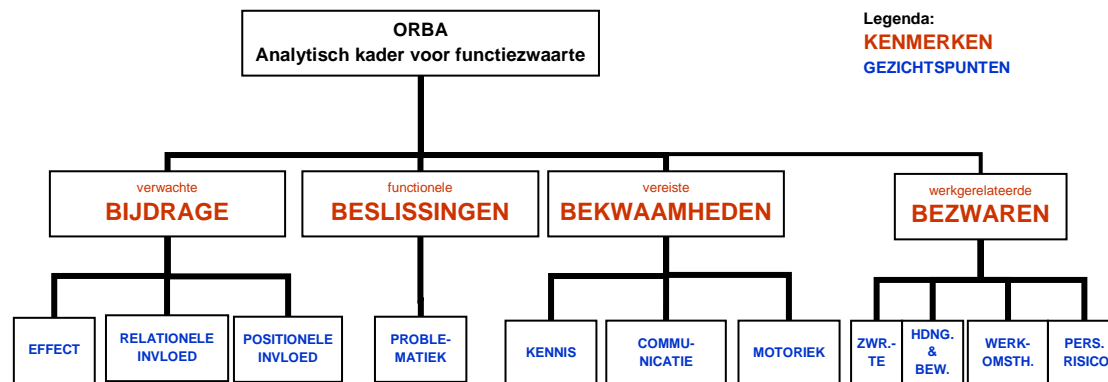 ORBA
Analytisch kader voor functiezwaarte
Legenda:
KENMERKEN
GEZICHTSPUNTEN
verwachte
BIJDRAGE
functionele
BESLISSINGEN
vereiste
BEKWAAMHEDEN
werkgerelateerde
BEZWAREN
EFFECT
RELATIONELE
INVLOED
POSITIONELE
INVLOED
PROBLE-
MATIEK
KENNIS
COMMU-
NICATIE
MOTORIEK
ZWR.-
TE
HDNG.
&
BEW.
WERK-
OMSTH.
PERS.
RISICO